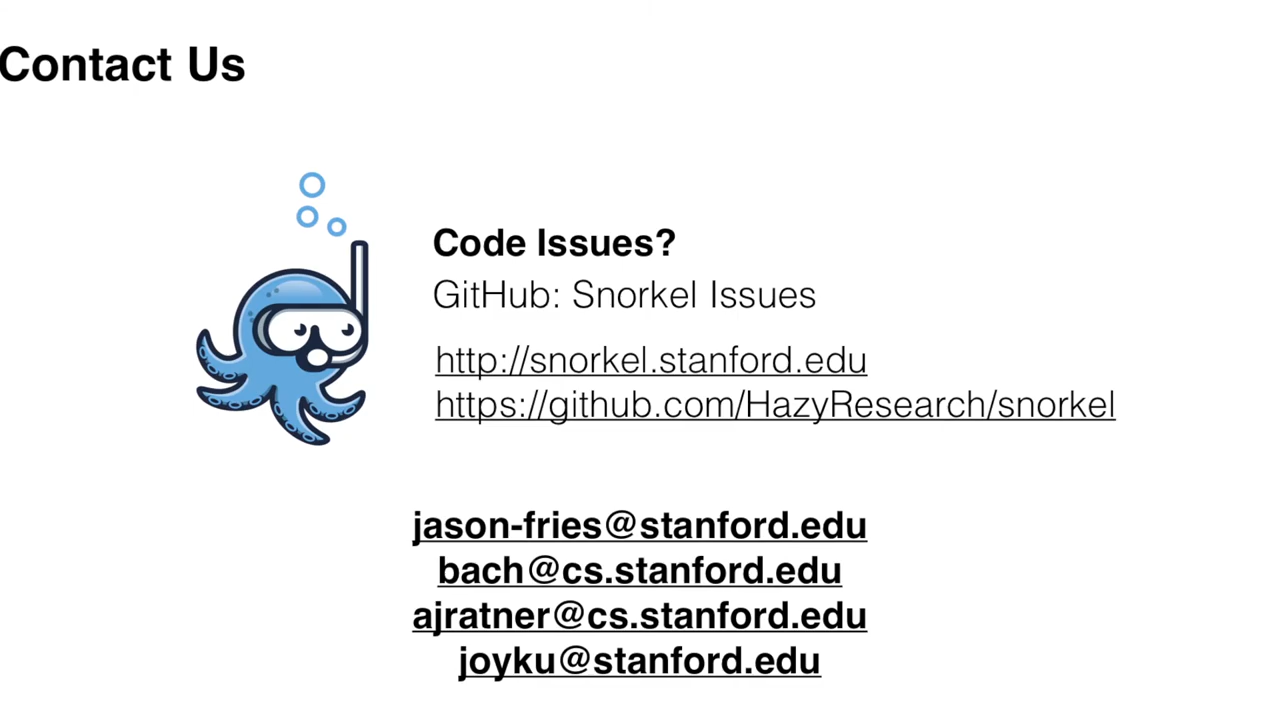 Contact Us
Code Issues?
GitHub: Snorkel Issues
http://snorkel.stanford.edu
https://github.com/HazyResearch/snorkel
jason-fries@stanford.edu
bach@cs.stanford.edu
ajratner@cs.stanford.edu
joyku@stanford.edu